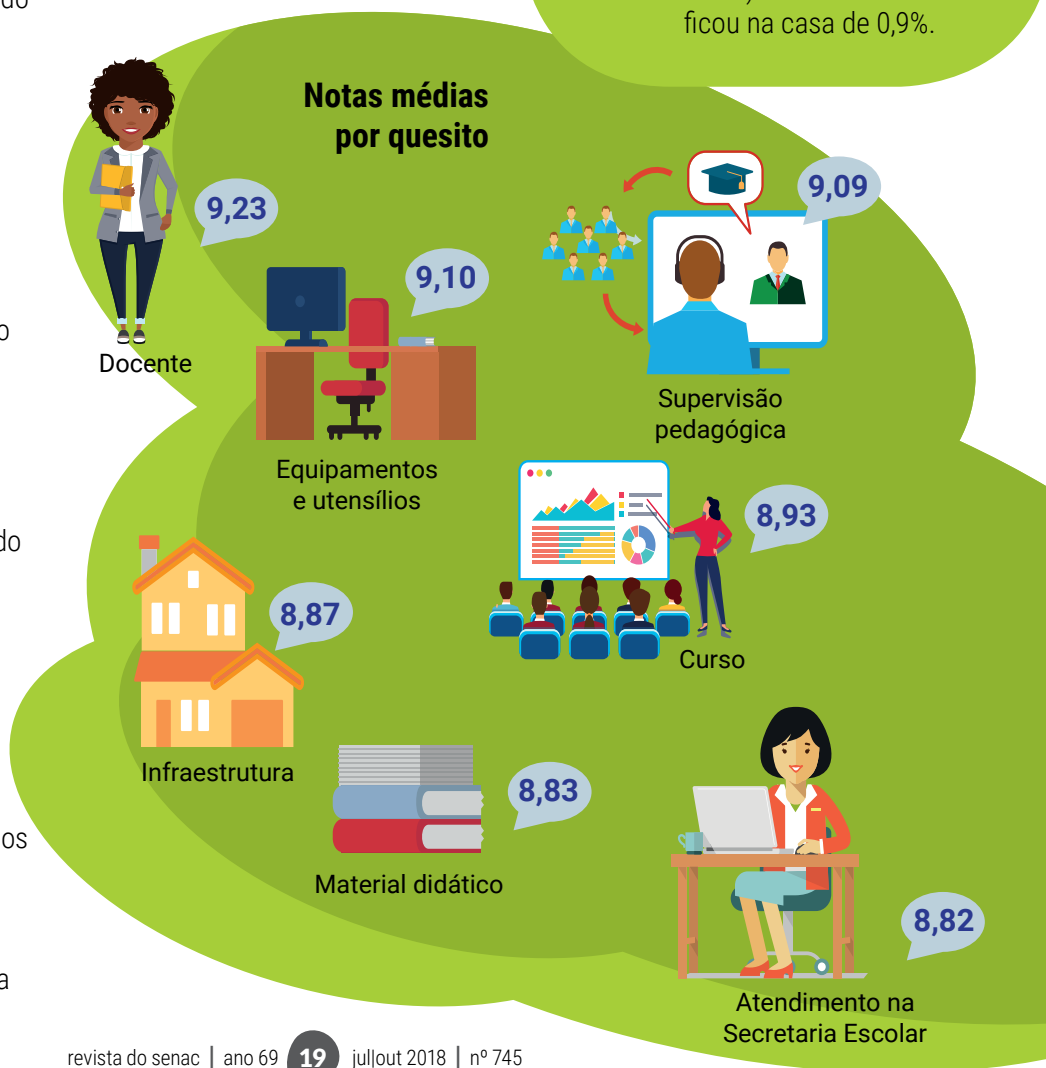 ficou na casa de 0,9%.
Notas médias
por quesito
9,23
Docente
9,10
Equipamentos
e utensílios
9,09
Supervisão
pedagógica
8,93
Curso
8,87
Infraestrutura
8,83
Material didático
8,82
Atendimento na
Secretaria Escolar
revista do senac | ano 69 19 jul|out 2018 | nº 745